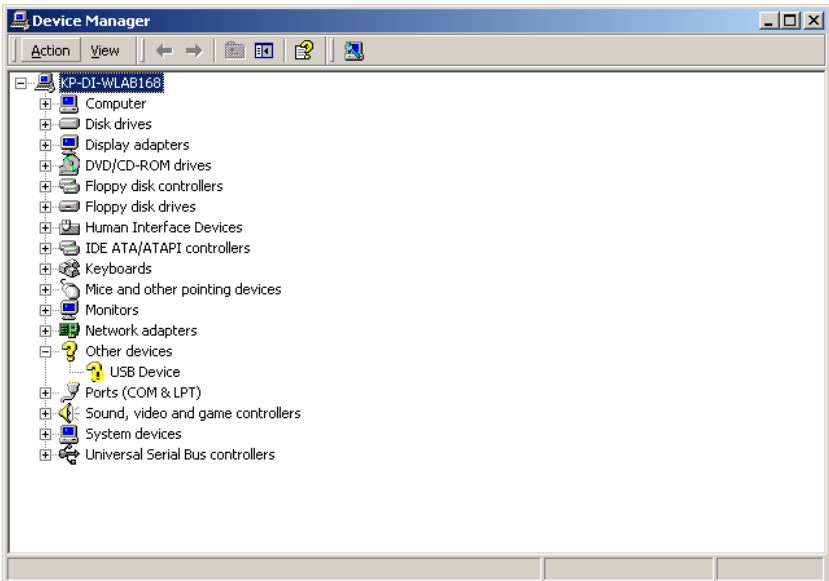 Device Manager
Action View
KP-DI-WLAB168
Computer
Disk drives
Display adapters
DVD/CD-ROM drives
Floppy disk controllers
Floppy disk drives
Human Interface Devices
IDE ATA/ATAPI controllers
Keyboards
Mice and other pointing devices
Monitors
Network adapters
Other devices
USB Device
Ports (COM & LPT)
Sound, video and game controllers
System devices
Universal Serial Bus controllers